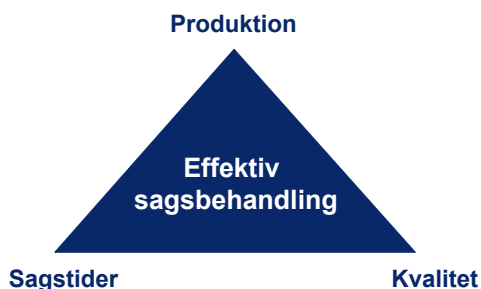 Produktion
Effektiv
sagsbehandling
Sagstider
Kvalitet